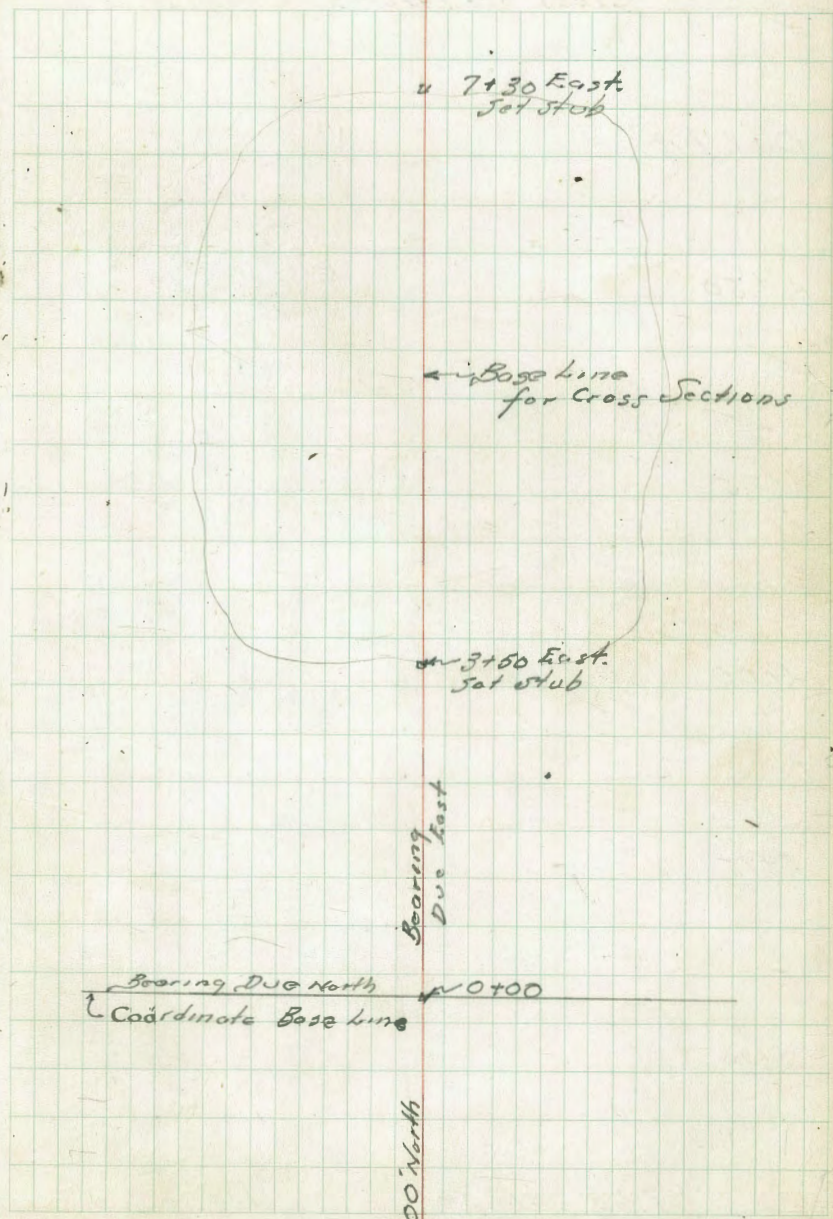 7+30 East.
Set Stub
Base Line
for Cross Sections
3+50 East.
Set Stub
Bearing
Due East
Bearing Due North
0+00
Coördinate Base Line
00' North